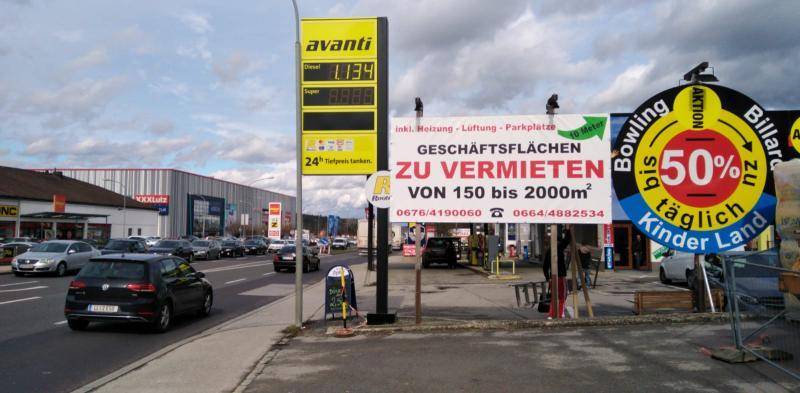 avanti
Diesel
1.134
Super
24h Tiefpreis tanken.
inkl. Heizung - Lüftung - Parkplätze
10 Meter
GESCHÄFTSFLÄCHEN
ZU VERMIETEN
VON 150 bis 2000m²
0676/4190060 ☎ 0664/4882534
Bowling
Billard
AKTION
bis zu
50%
täglich
Kinder Land
XXXLutz